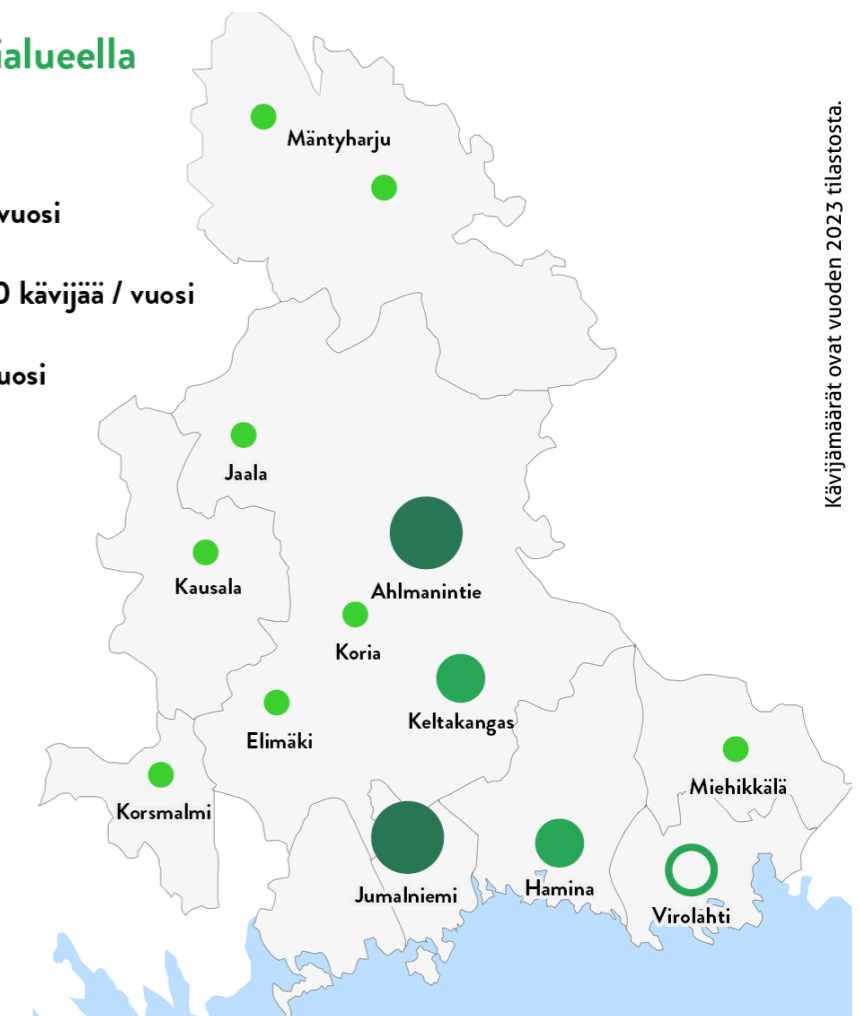 ialueella
vuosi
0 kävijää / vuosi
uosi
Mäntyharju
Jaala
Kausala
Ahlmanintie
Koria
Keltakangas
Elimäki
Korsmalmi
Miehikkälä
Jumalniemi
Hamina
Virolahti
Kävijämäärät ovat vuoden 2023 tilastosta.